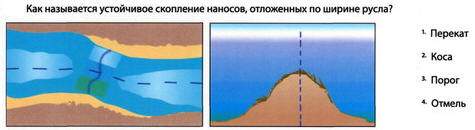 Как называется устойчивое скопление наносов, отложенных по ширине русла?
1. Перекат
2. Коса
3. Порог
4. Отмель